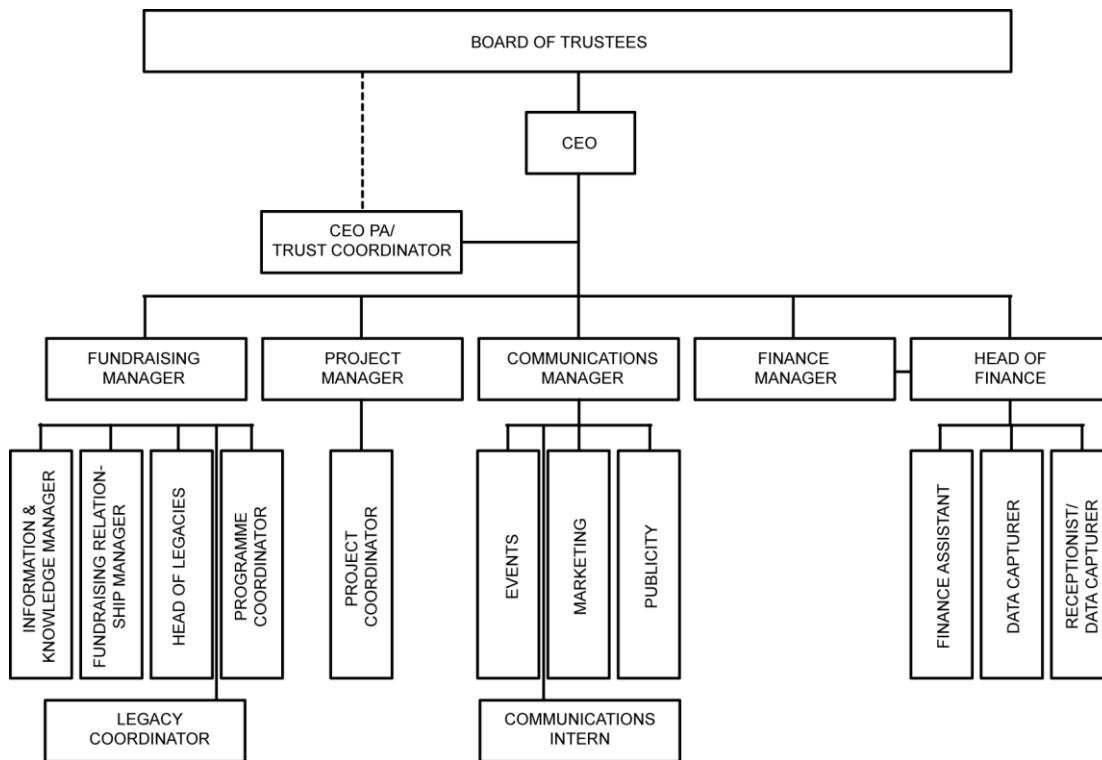 BOARD OF TRUSTEES
CEO
CEO PA/
TRUST COORDINATOR
FUNDRAISING
MANAGER
PROJECT
MANAGER
COMMUNICATIONS
MANAGER
FINANCE
MANAGER
HEAD OF
FINANCE
INFORMATION &
KNOWLEDGE MANAGER
FUNDRAISING RELATION-
SHIP MANAGER
HEAD OF LEGACIES
PROGRAMME
COORDINATOR
PROJECT
COORDINATOR
EVENTS
MARKETING
PUBLICITY
FINANCE ASSISTANT
DATA CAPTURER
RECEPTIONIST/
DATA CAPTURER
LEGACY
COORDINATOR
COMMUNICATIONS
INTERN